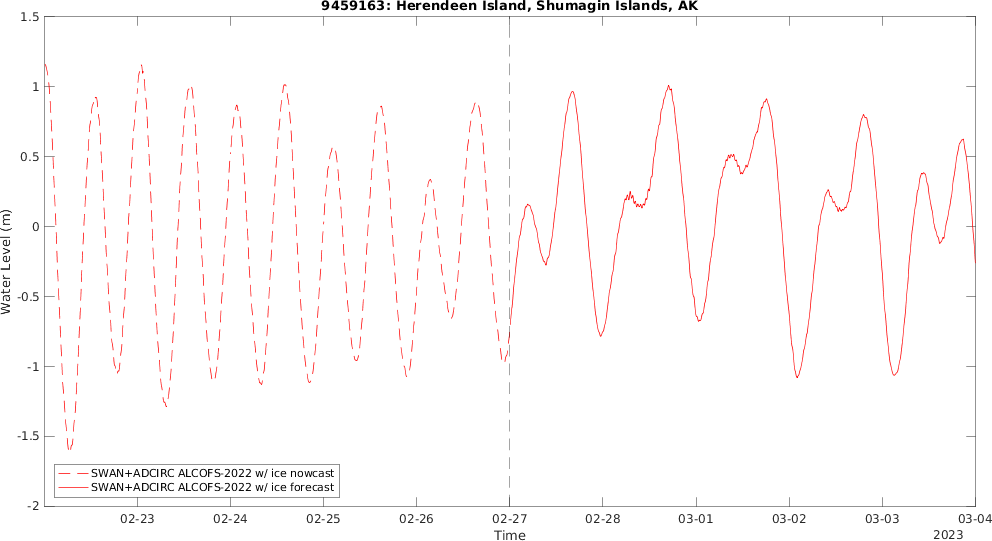 9459163: Herendeen Island, Shumagin Islands, AK
1.5
1
0.5
0
-0.5
-1
-1.5
-2
Water Level (m)
SWAN+ADCIRC ALCOFS-2022 w/ ice nowcast
SWAN+ADCIRC ALCOFS-2022 w/ ice forecast
02-23 02-24 02-25 02-26 02-27 02-28 03-01 03-02 03-03 03-04
Time
2023